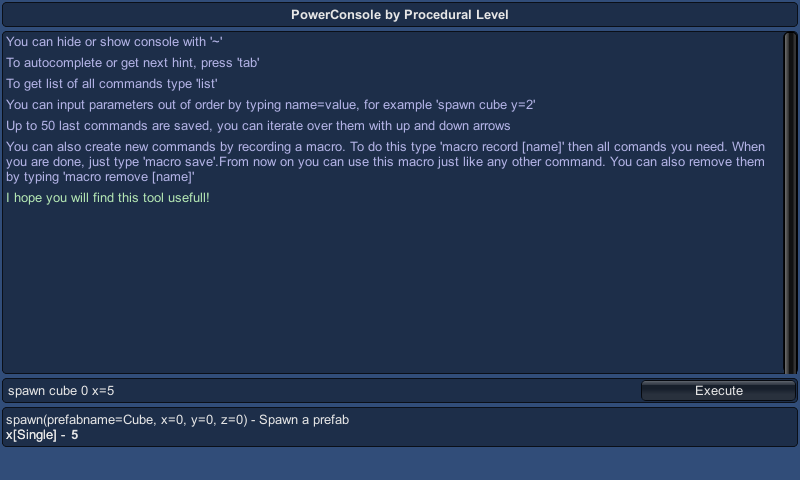 PowerConsole by Procedural Level
You can hide or show console with '~'
To autocomplete or get next hint, press 'tab'
To get list of all commands type 'list'
You can input parameters out of order by typing name=value, for example 'spawn cube y=2'
Up to 50 last commands are saved, you can iterate over them with up and down arrows
You can also create new commands by recording a macro. To do this type 'macro record [name]' then all comands you need. When
you are done, just type 'macro save'.From now on you can use this macro just like any other command. You can also remove them
by typing 'macro remove [name]'
I hope you will find this tool usefull!
spawn cube 0 x=5
Execute
spawn(prefabname=Cube, x=0, y=0, z=0) - Spawn a prefab
x[Single] - 5